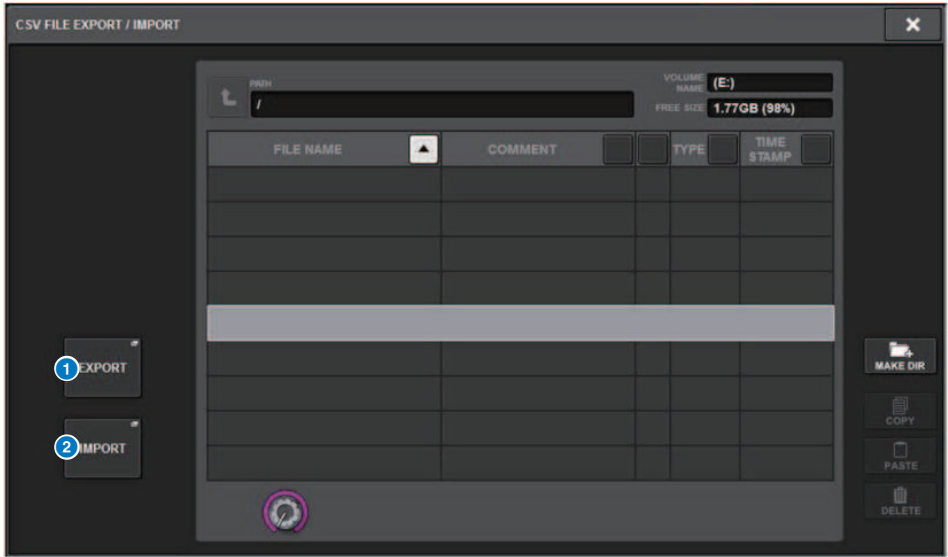 CSV FILE EXPORT / IMPORT
PATH
/
VOLUME NAME
(E:)
FREE SIZE
1.77GB (98%)
FILE NAME
COMMENT
TYPE
TIME STAMP
1
EXPORT
2
IMPORT
MAKE DIR
COPY
PASTE
DELETE